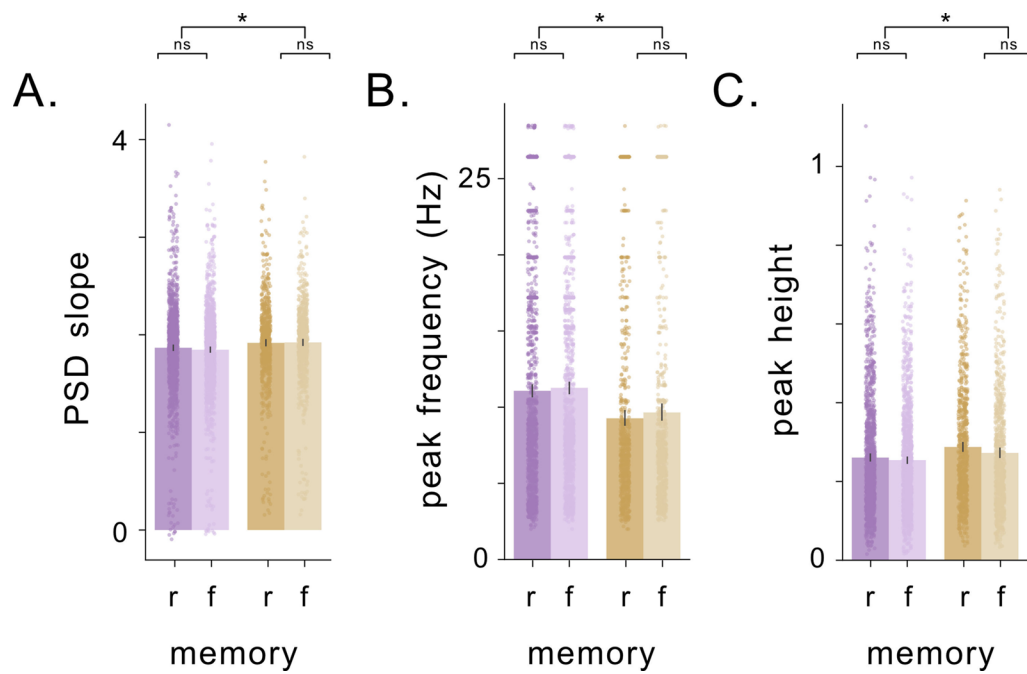 * * *
ns ns ns ns ns ns
A. B. C.
4
PSD slope
0
r f r f
memory
25
peak frequency (Hz)
0
r f r f
memory
1
peak height
0
r f r f
memory